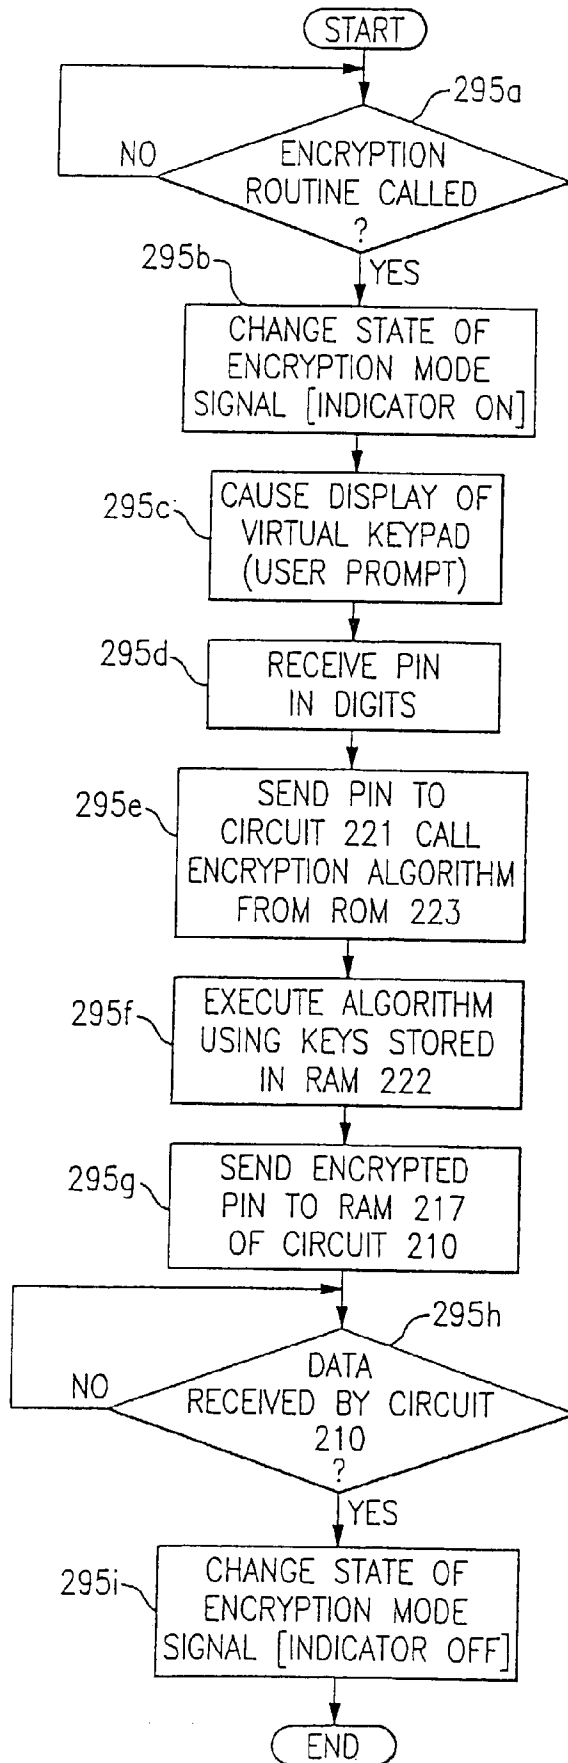 START
295a
NO
ENCRYPTION
ROUTINE CALLED
?
295b
YES
CHANGE STATE OF
ENCRYPTION MODE
SIGNAL [INDICATOR ON]
295c
CAUSE DISPLAY OF
VIRTUAL KEYPAD
(USER PROMPT)
295d
RECEIVE PIN
IN DIGITS
295e
SEND PIN TO
CIRCUIT 221 CALL
ENCRYPTION ALGORITHM
FROM ROM 223
295f
EXECUTE ALGORITHM
USING KEYS STORED
IN RAM 222
295g
SEND ENCRYPTED
PIN TO RAM 217
OF CIRCUIT 210
295h
NO
DATA
RECEIVED BY CIRCUIT
210
?
YES
295i
CHANGE STATE OF
ENCRYPTION MODE
SIGNAL [INDICATOR OFF]
END